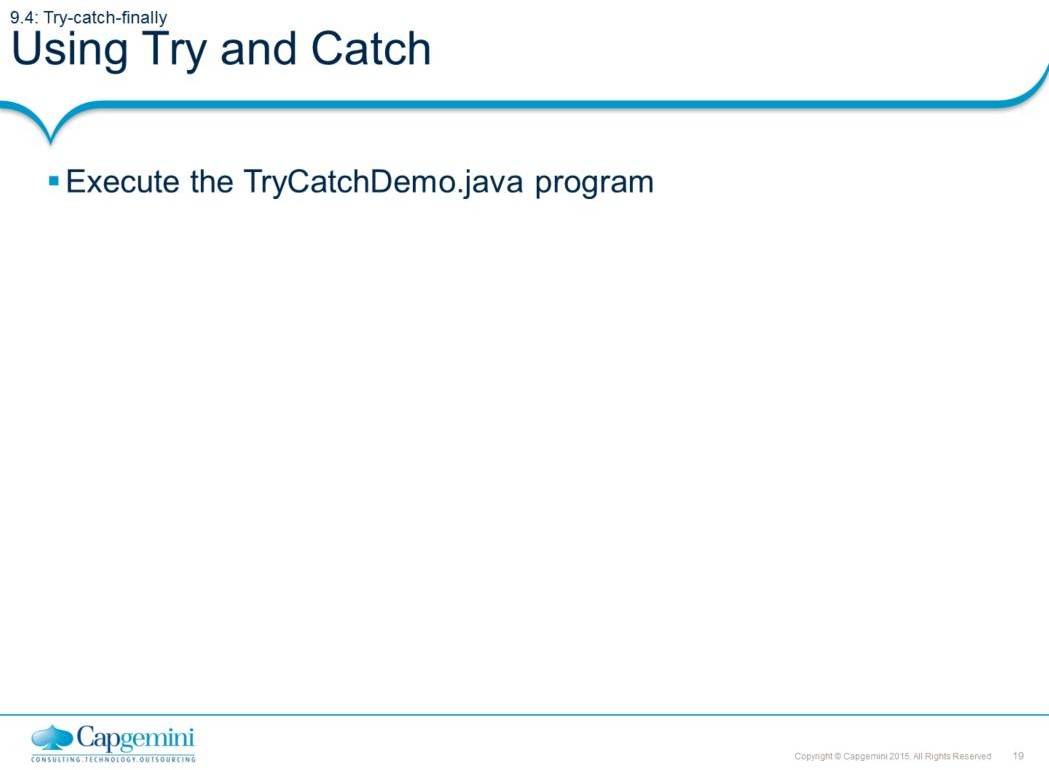 9.4: Try-catch-finally
Using Try and Catch
Execute the TryCatchDemo.java program
Capgemini
CONSULTING.TECHNOLOGY.OUTSOURCING
Copyright © Capgemini 2015. All Rights Reserved 19